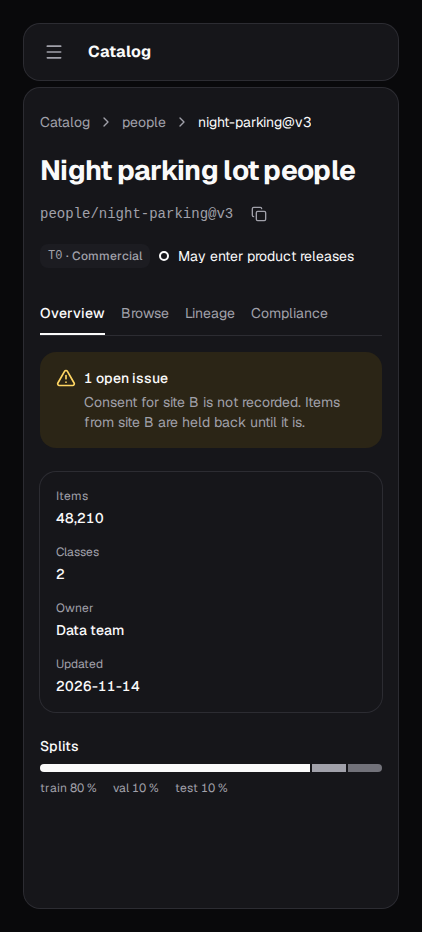 Catalog
Catalog > people > night-parking@v3
Night parking lot people
people/night-parking@v3
T0 · Commercial May enter product releases
Overview Browse Lineage Compliance
1 open issue
Consent for site B is not recorded. Items
from site B are held back until it is.
Items
48,210
Classes
2
Owner
Data team
Updated
2026-11-14
Splits
train 80 % val 10 % test 10 %